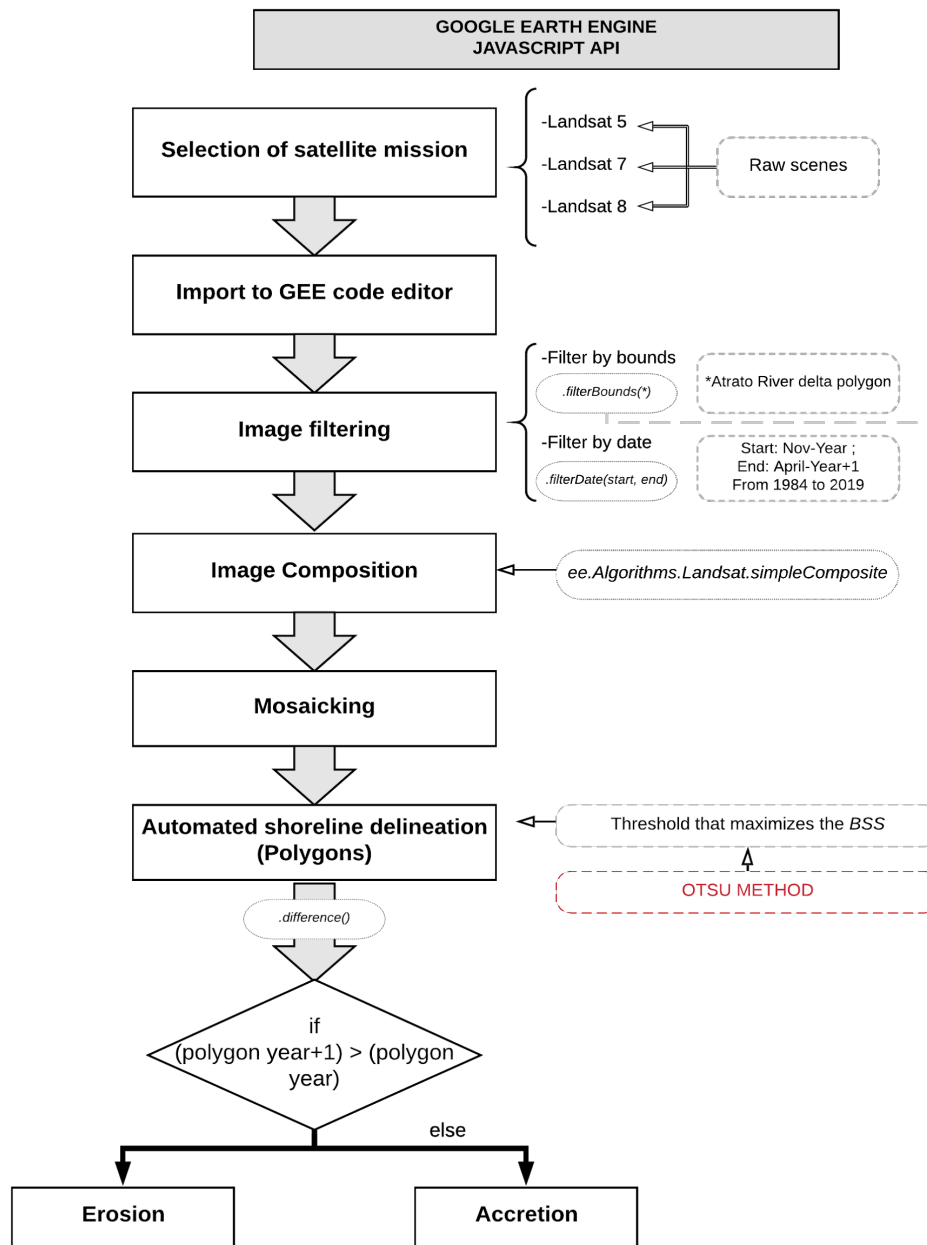 GOOGLE EARTH ENGINE
JAVASCRIPT API
Selection of satellite mission
-Landsat 5
-Landsat 7
-Landsat 8
Raw scenes
Import to GEE code editor
Image filtering
-Filter by bounds
.filterBounds(*)
*Atrato River delta polygon
-Filter by date
.filterDate(start, end)
Start: Nov-Year ;
End: April-Year+1
From 1984 to 2019
Image Composition
ee.Algorithms.Landsat.simpleComposite
Mosaicking
Automated shoreline delineation
(Polygons)
Threshold that maximizes the BSS
OTSU METHOD
.difference()
if
(polygon year+1) > (polygon
year)
else
Erosion
Accretion